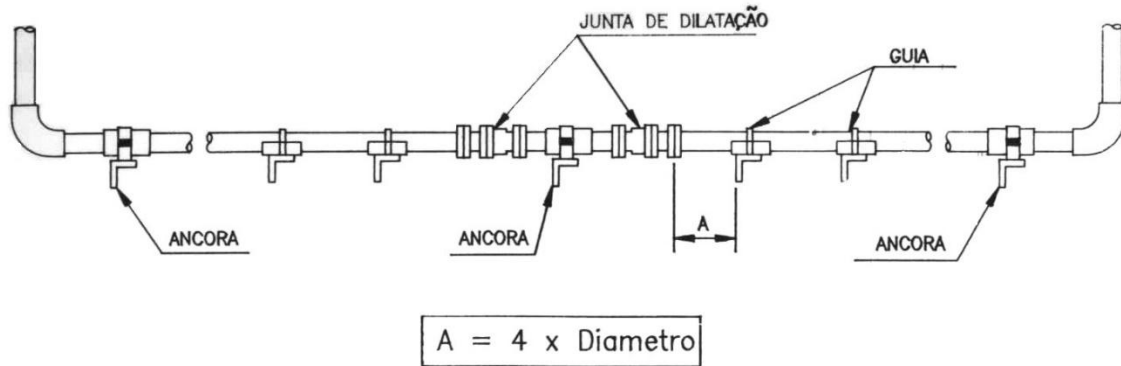 JUNTA DE DILATAÇÃO
GUIA
A
ANCORA
ANCORA
ANCORA
A = 4 x Diametro